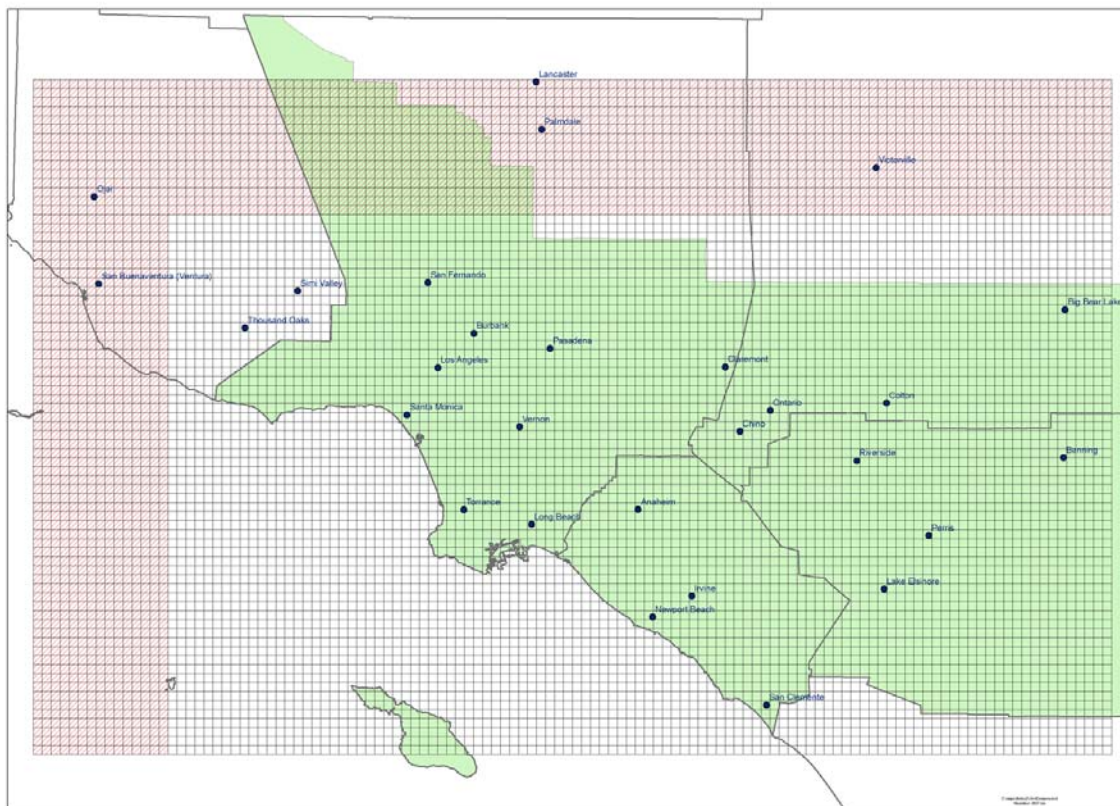 Lancaster
Palmdale
Victorville
Ojai
San Buenaventura (Ventura)
San Fernando
Simi Valley
Big Bear Lake
Thousand Oaks
Burbank
Pasadena
Los Angeles
Claremont
Colton
Santa Monica
Ontario
Vernon
Chino
Riverside
Banning
Torrance
Anaheim
Long Beach
Perris
Lake Elsinore
Irvine
Newport Beach
San Clemente